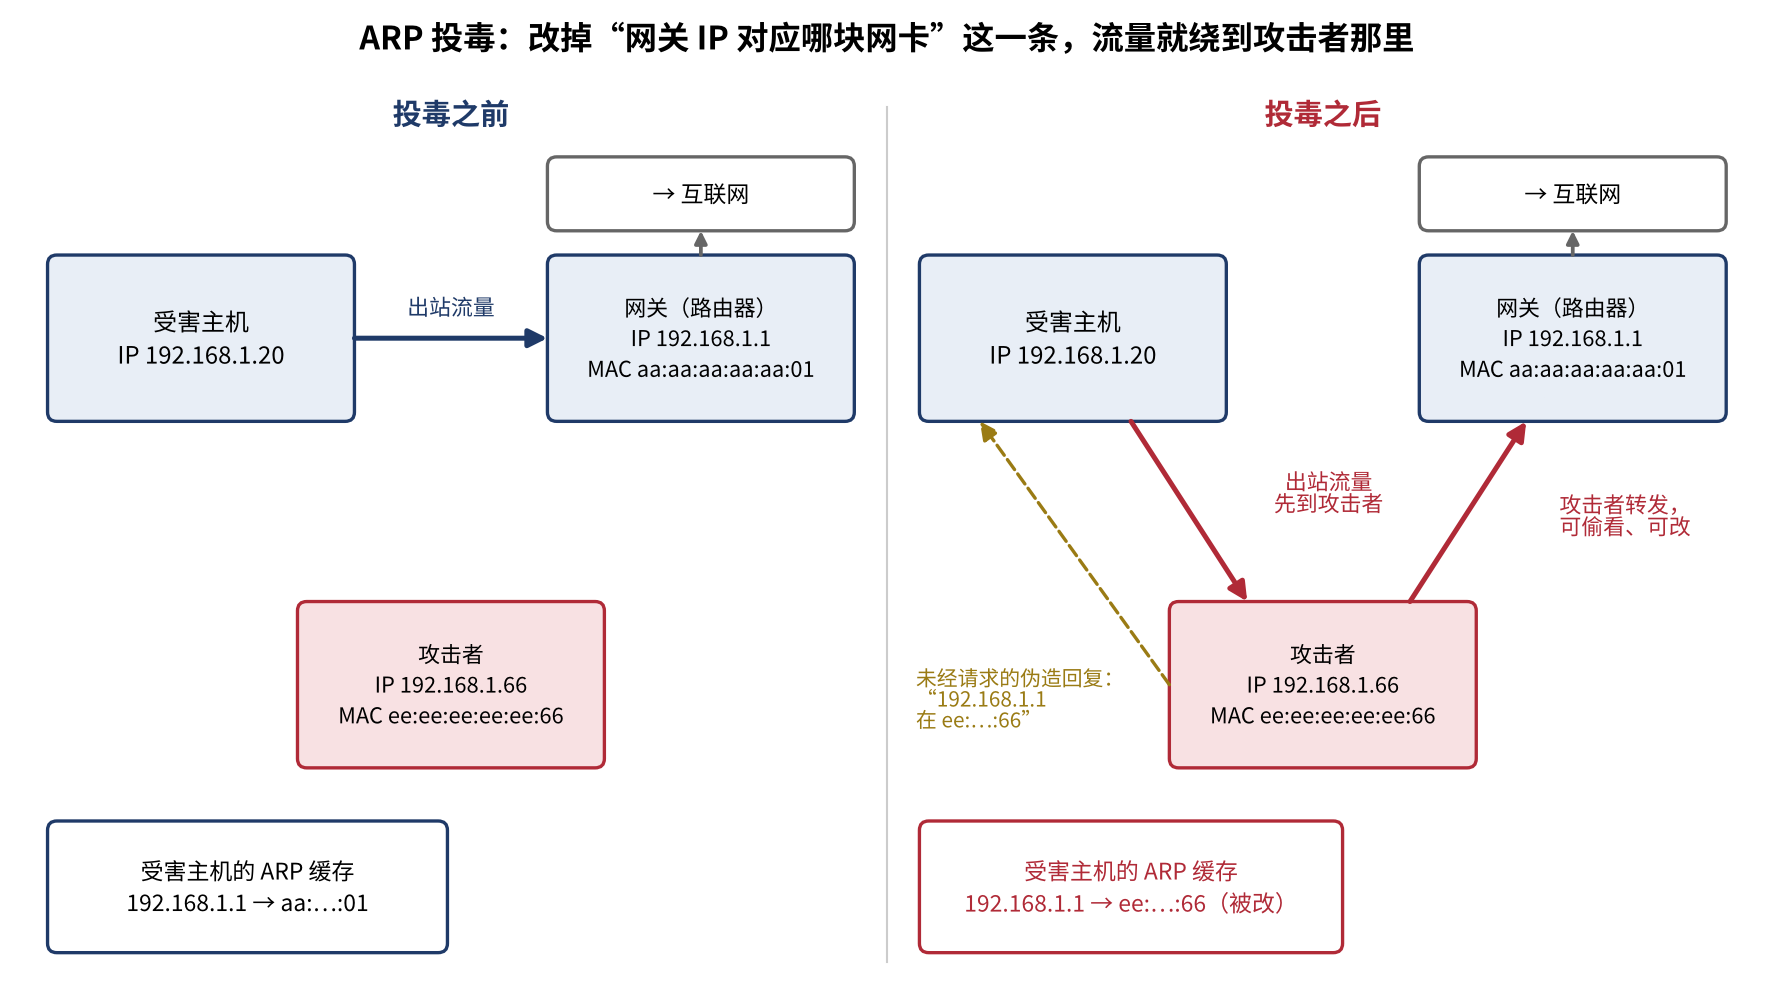 ARP 投毒：改掉“网关 IP 对应哪块网卡”这一条，流量就绕到攻击者那里
投毒之前
→ 互联网
受害主机
IP 192.168.1.20
出站流量
网关（路由器）
IP 192.168.1.1
MAC aa:aa:aa:aa:aa:01
攻击者
IP 192.168.1.66
MAC ee:ee:ee:ee:ee:66
受害主机的 ARP 缓存
192.168.1.1 → aa:…:01
投毒之后
→ 互联网
受害主机
IP 192.168.1.20
网关（路由器）
IP 192.168.1.1
MAC aa:aa:aa:aa:aa:01
出站流量
先到攻击者
攻击者转发，
可偷看、可改
未经请求的伪造回复：
“192.168.1.1
在 ee:…:66”
攻击者
IP 192.168.1.66
MAC ee:ee:ee:ee:ee:66
受害主机的 ARP 缓存
192.168.1.1 → ee:…:66（被改）